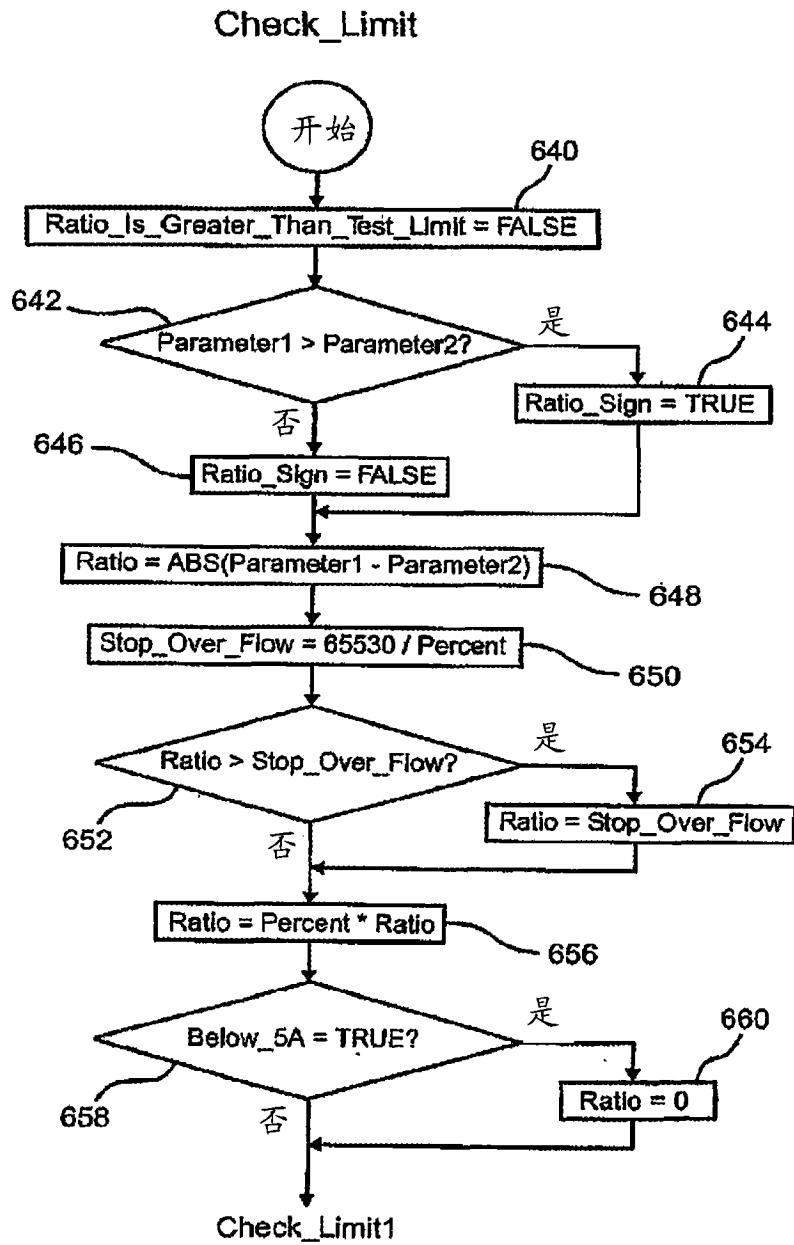 Check_Limit
开始
640
Ratio_Is_Greater_Than_Test_Limit = FALSE
642
Parameter1 > Parameter2?
是
644
Ratio_Sign = TRUE
否
646
Ratio_Sign = FALSE
Ratio = ABS(Parameter1 - Parameter2)
648
Stop_Over_Flow = 65530 / Percent
650
Ratio > Stop_Over_Flow?
是
654
652
否
Ratio = Stop_Over_Flow
Ratio = Percent * Ratio
656
Below_5A = TRUE?
是
660
658
否
Ratio = 0
Check_Limit1